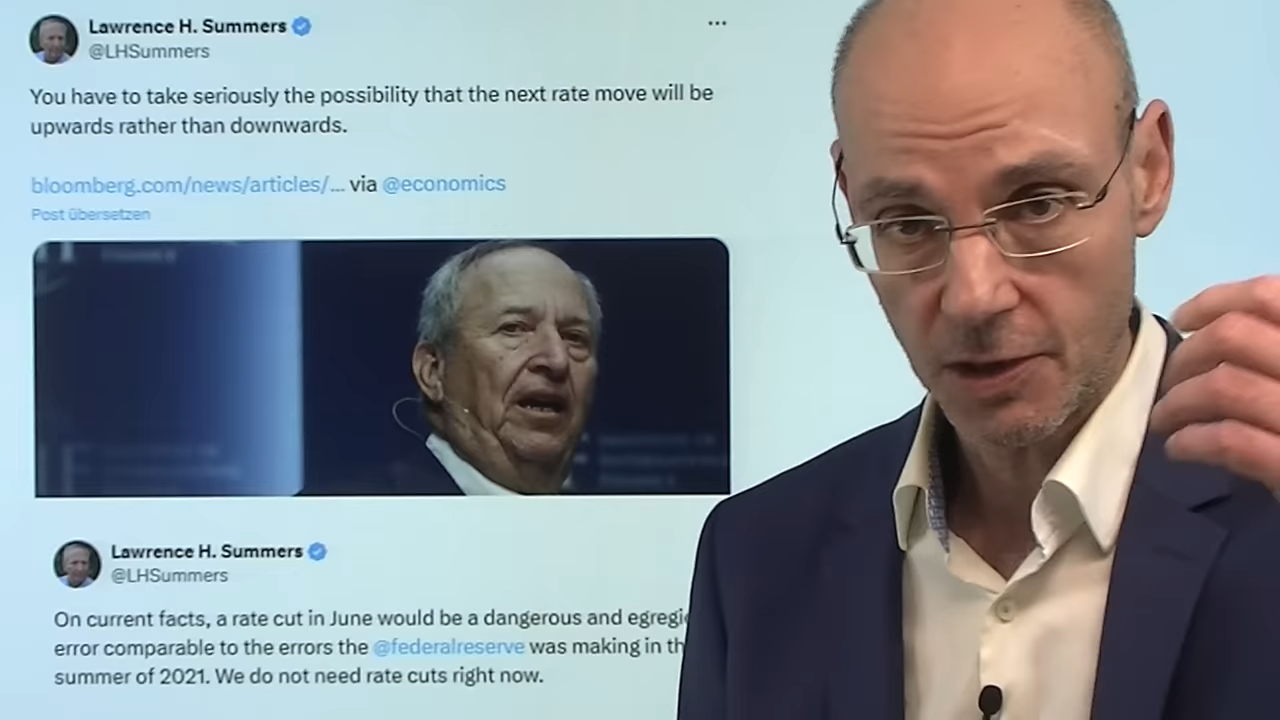 Lawrence H. Summers
@LHSummers
You have to take seriously the possibility that the next rate move will be
upwards rather than downwards.
bloomberg.com/news/articles/... via @economics
Post übersetzen
Lawrence H. Summers
@LHSummers
On current facts, a rate cut in June would be a dangerous and
error comparable to the errors the @federalreserve was making in
summer of 2021. We do not need rate cuts right now.